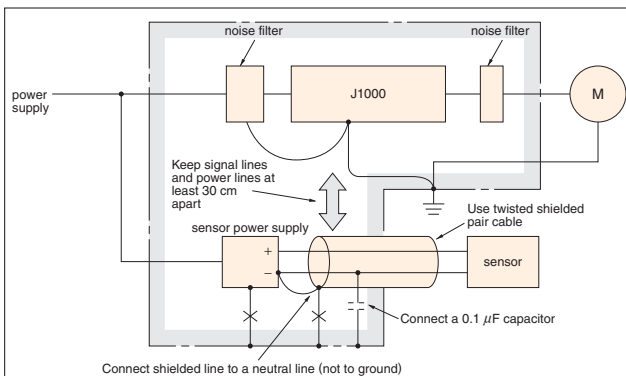 noise filter
noise filter
J1000
M
power
supply
Keep signal lines
and power lines at
least 30 cm
apart
Use twisted shielded
pair cable
sensor power supply
+
−
sensor
Connect a 0.1 μF capacitor
Connect shielded line to a neutral line (not to ground)